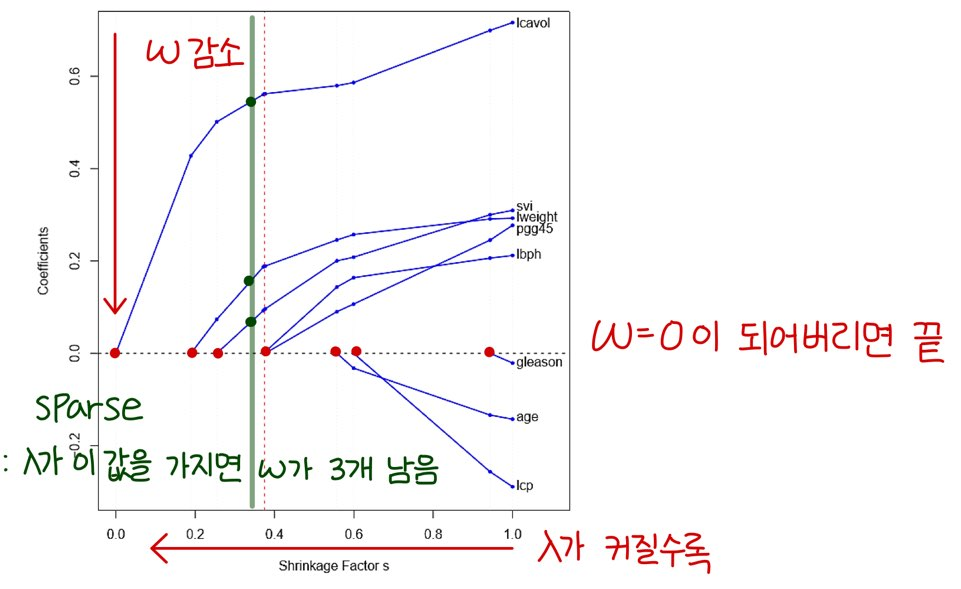 lcavol
w 감소
0.6
0.4
svi
lweight
pgg45
0.2
lbph
Coefficients
w=0이 되어버리면 끝
0.0
gleason
sparse
age
-0.2
: λ가 이 값을 가지면 w가 3개 남음
lcp
0.0 0.2 0.4 0.6 0.8 1.0
λ가 커질수록
Shrinkage Factor s